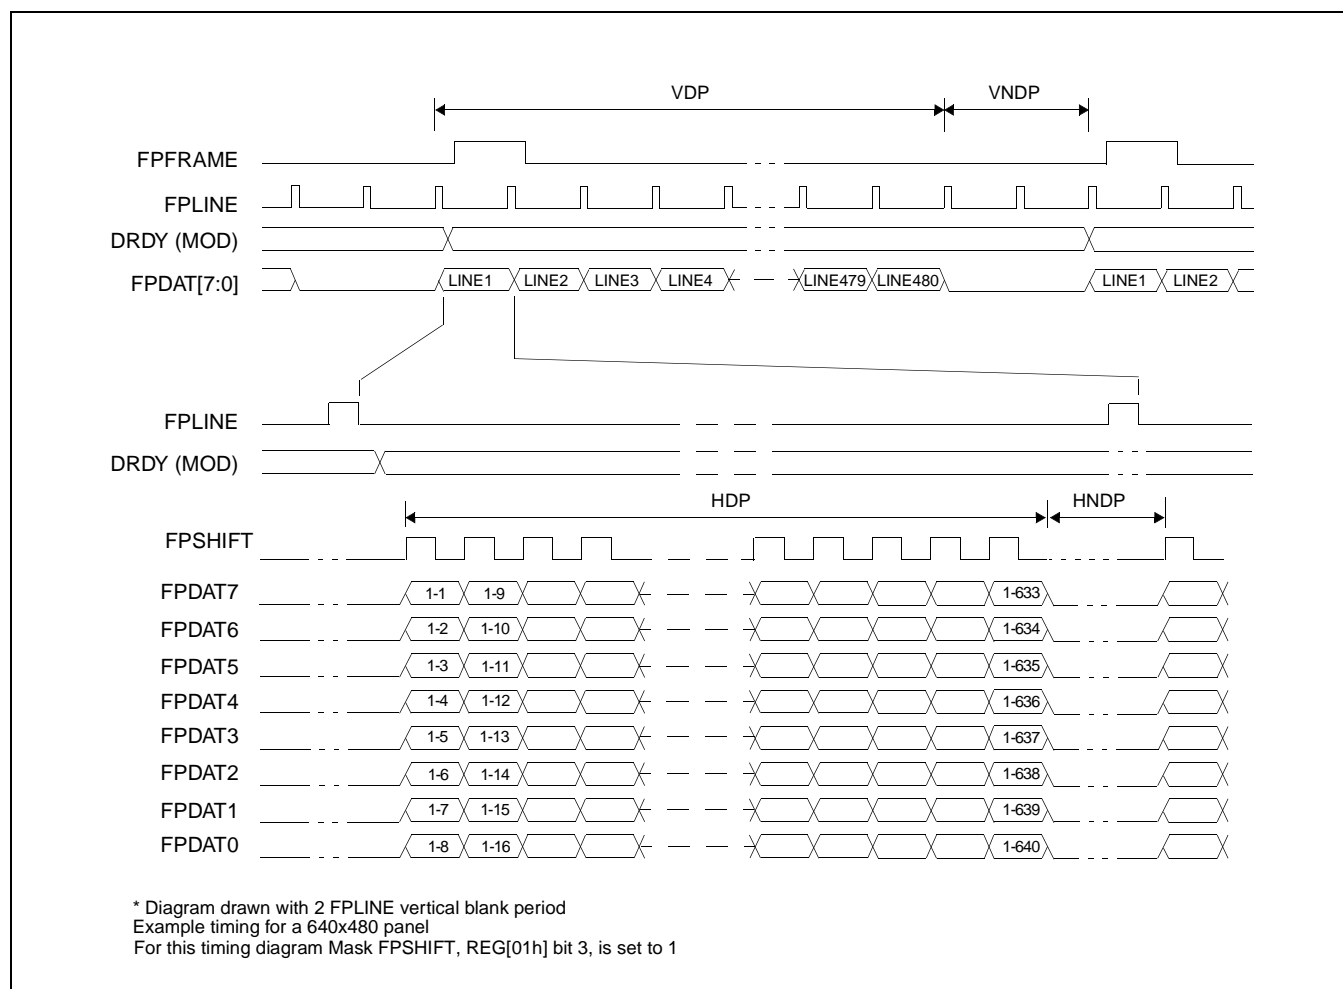 VDP VNDP
FPFRAME
FPLINE
DRDY (MOD)
FPDAT[7:0] LINE1 LINE2 LINE3 LINE4 LINE479 LINE480 LINE1 LINE2
FPLINE
DRDY (MOD)
HDP HNDP
FPSHIFT
FPDAT7 1-1 1-9 1-633
FPDAT6 1-2 1-10 1-634
FPDAT5 1-3 1-11 1-635
FPDAT4 1-4 1-12 1-636
FPDAT3 1-5 1-13 1-637
FPDAT2 1-6 1-14 1-638
FPDAT1 1-7 1-15 1-639
FPDAT0 1-8 1-16 1-640
* Diagram drawn with 2 FPLINE vertical blank period
Example timing for a 640x480 panel
For this timing diagram Mask FPSHIFT, REG[01h] bit 3, is set to 1